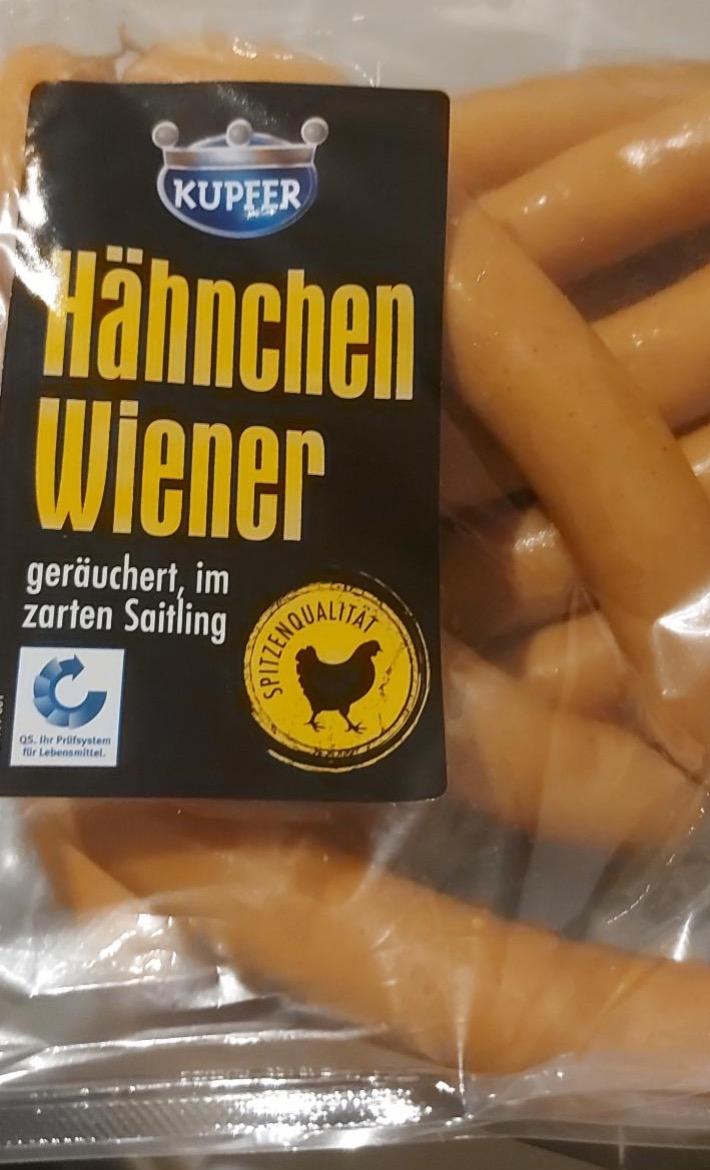 KUPFER
Hähnchen
Wiener
geräuchert, im
zarten Saitling
SPITZENQUALITÄT
QS. Ihr Prüfsystem
für Lebensmittel.